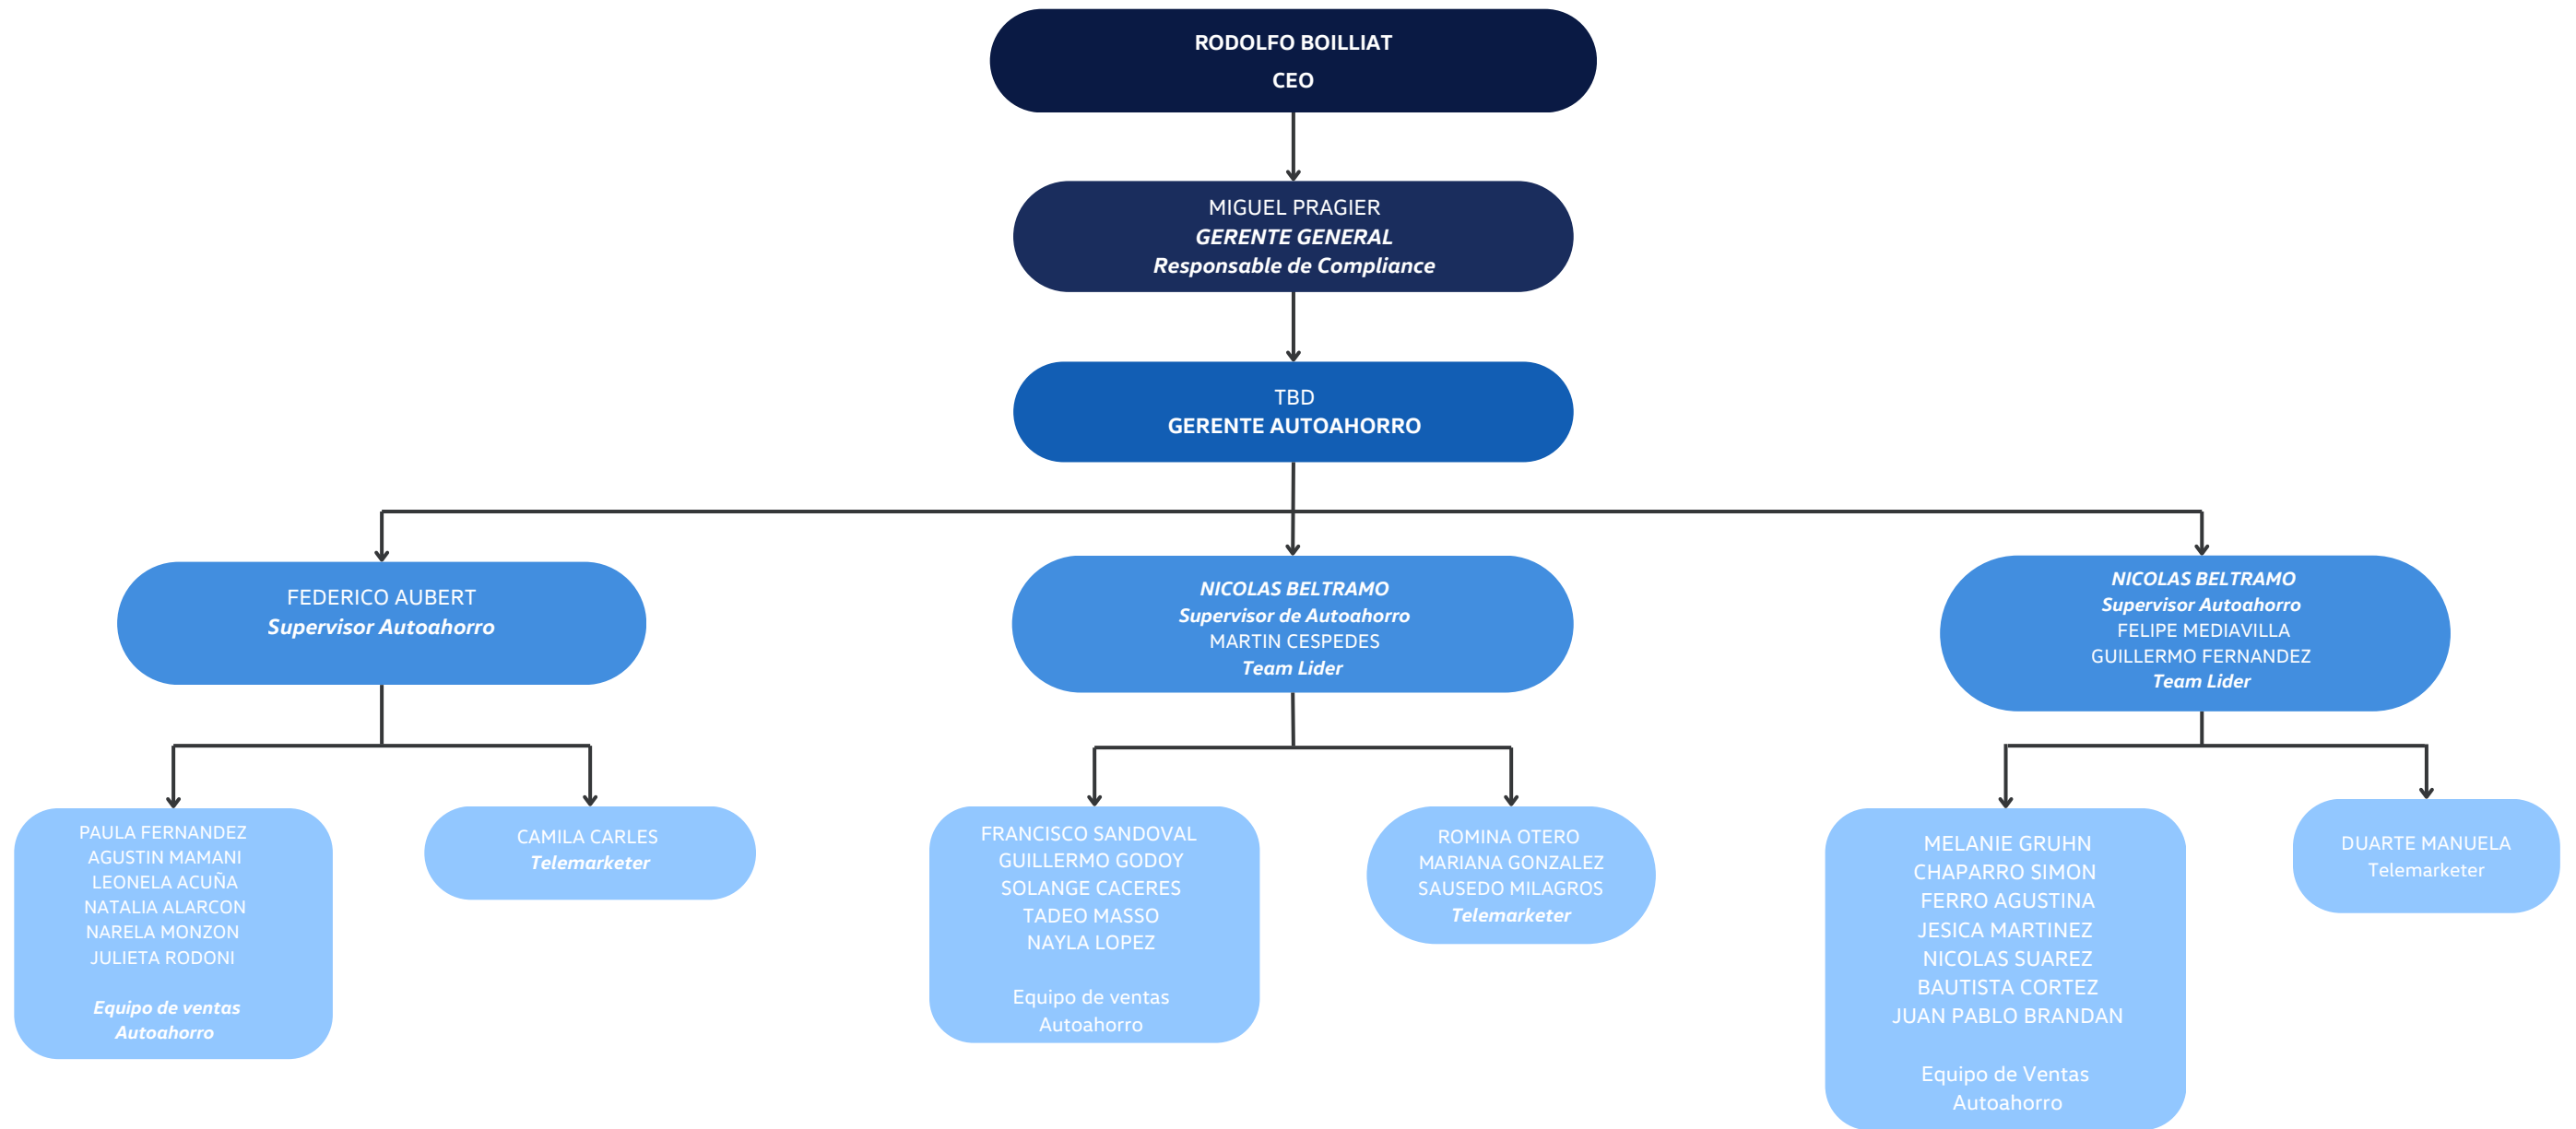 RODOLFO BOILLIAT
CEO
MIGUEL PRAGIER
GERENTE GENERAL
Responsable de Compliance
TBD
GERENTE AUTOAHORRO
FEDERICO AUBERT
Supervisor Autoahorro
NICOLAS BELTRAMO
Supervisor de Autoahorro
MARTIN CESPEDES
Team Lider
NICOLAS BELTRAMO
Supervisor Autoahorro
FELIPE MEDIAVILLA
GUILLERMO FERNANDEZ
Team Lider
PAULA FERNANDEZ
AGUSTIN MAMANI
LEONELA ACUÑA
NATALIA ALARCON
NARELA MONZON
JULIETA RODONI
Equipo de ventas
Autoahorro
CAMILA CARLES
Telemarketer
FRANCISCO SANDOVAL
GUILLERMO GODOY
SOLANGE CACERES
TADEO MASSO
NAYLA LOPEZ
Equipo de ventas
Autoahorro
ROMINA OTERO
MARIANA GONZALEZ
SAUSEDO MILAGROS
Telemarketer
MELANIE GRUHN
CHAPARRO SIMON
FERRO AGUSTINA
JESICA MARTINEZ
NICOLAS SUAREZ
BAUTISTA CORTEZ
JUAN PABLO BRANDAN
Equipo de Ventas
Autoahorro
DUARTE MANUELA
Telemarketer